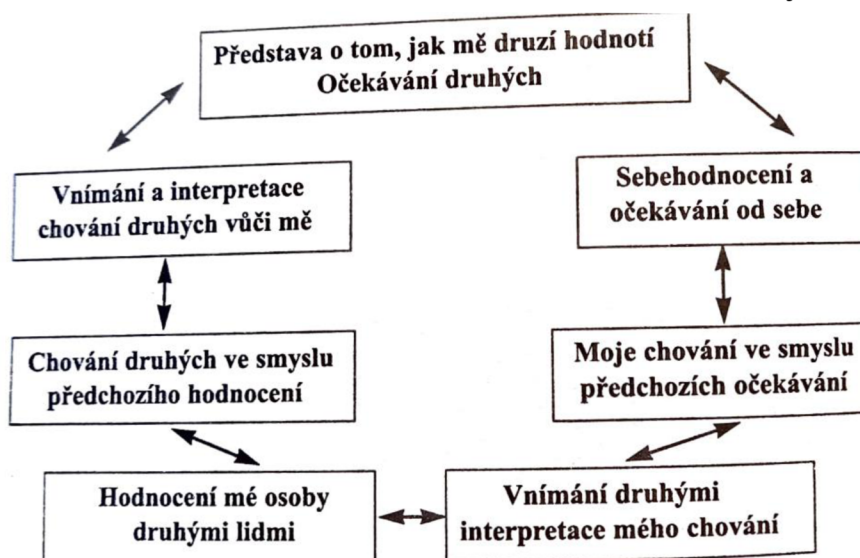 Představa o tom, jak mě druzí hodnotí
Očekávání druhých
Vnímání a interpretace
chování druhých vůči mě
Sebehodnocení a
očekávání od sebe
Chování druhých ve smyslu
předchozího hodnocení
Moje chování ve smyslu
předchozích očekávání
Hodnocení mé osoby
druhými lidmi
Vnímání druhými
interpretace mého chování